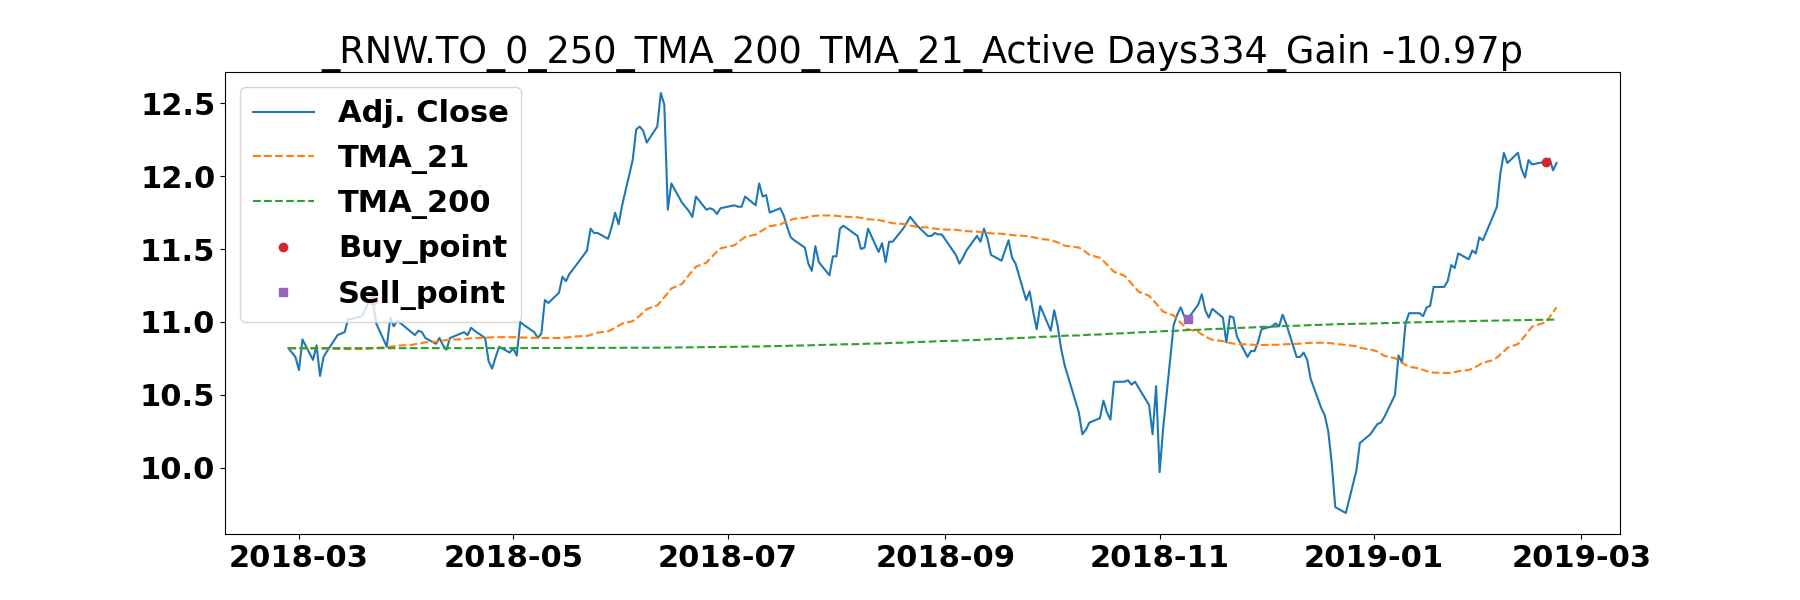 _RNW.TO_0_250_TMA_200_TMA_21_Active Days334_Gain -10.97p
12.5
12.0
11.5
11.0
10.5
10.0
Adj. Close
TMA_21
TMA_200
Buy_point
Sell_point
2018-03 2018-05 2018-07 2018-09 2018-11 2019-01 2019-03